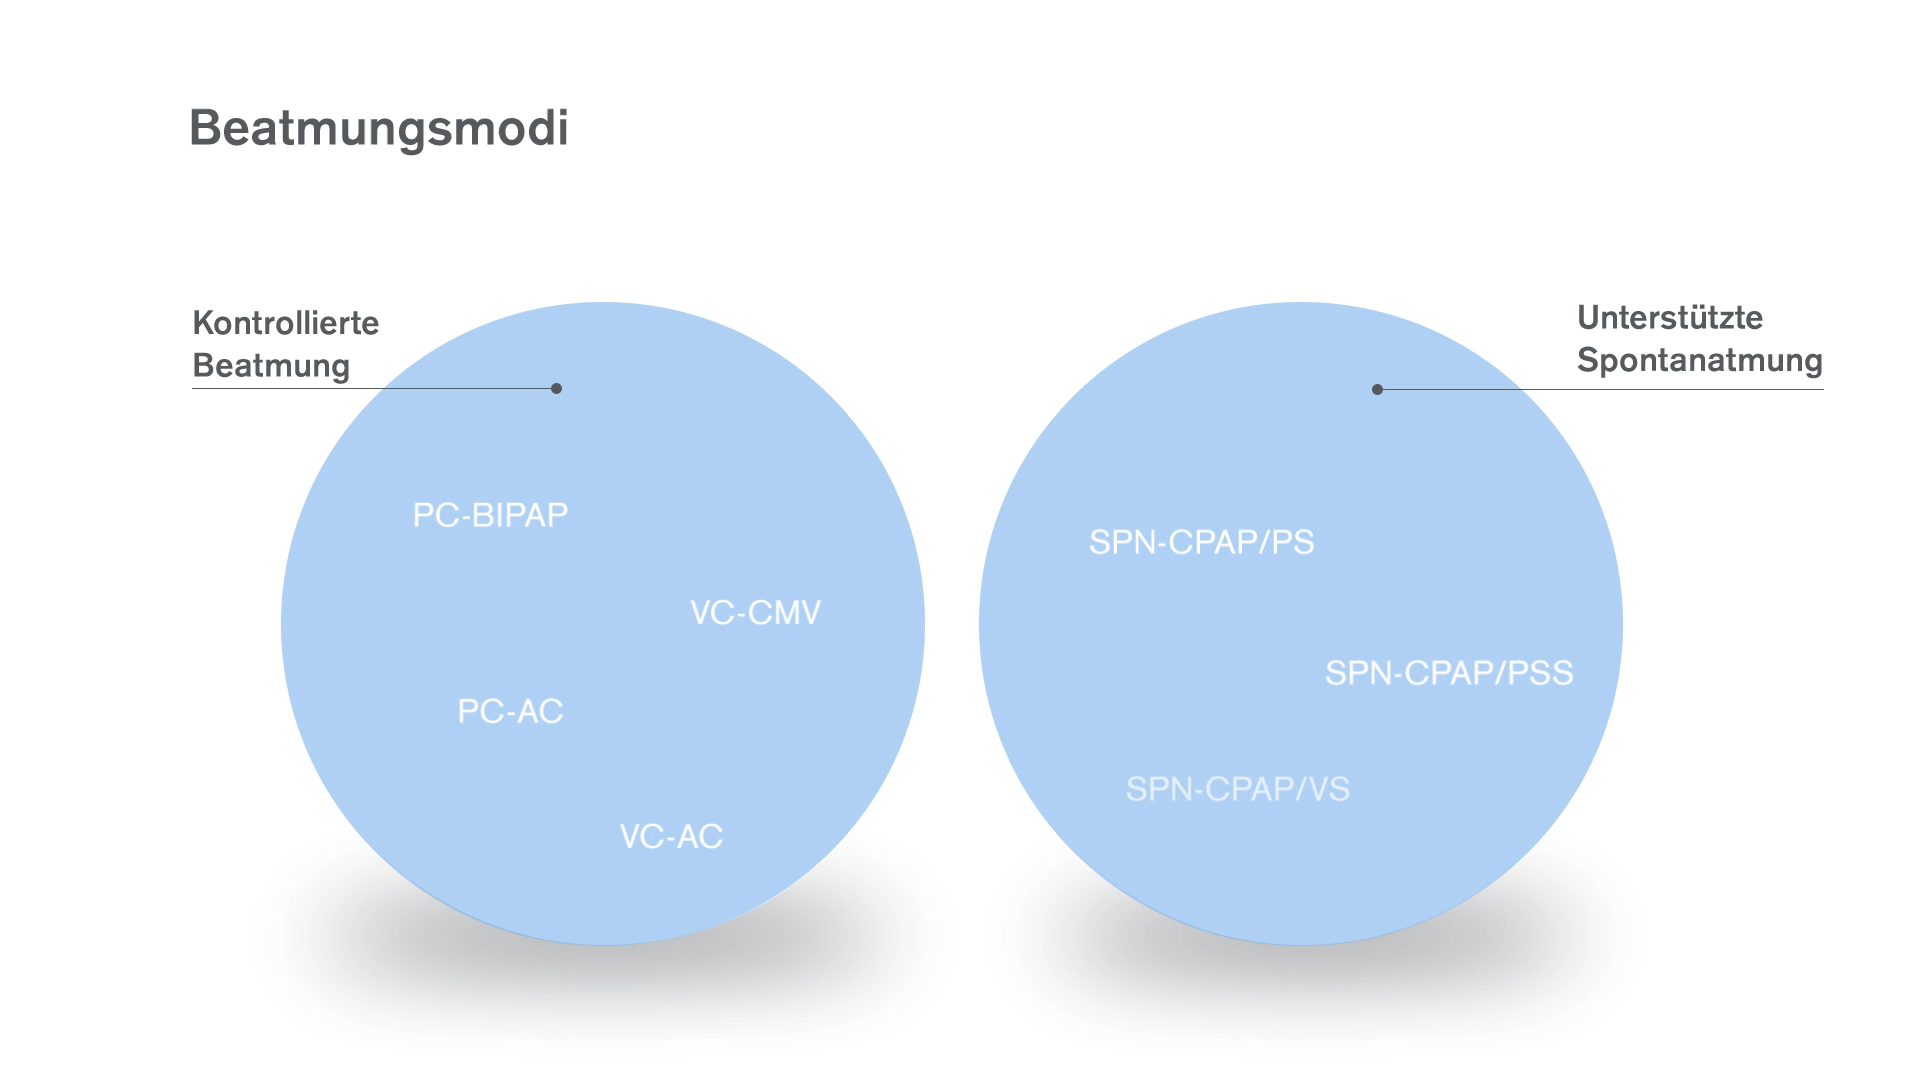 Beatmungsmodi
Kontrollierte
Beatmung
PC-BIPAP
VC-CMV
PC-AC
VC-AC
Unterstützte
Spontanatmung
SPN-CPAP/PS
SPN-CPAP/PSS
SPN-CPAP/VS